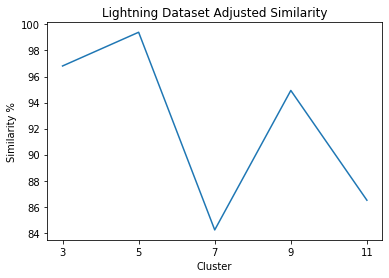 Lightning Dataset Adjusted Similarity
100
98
96
94
92
90
88
86
84
Similarity %
3 5 7 9 11
Cluster